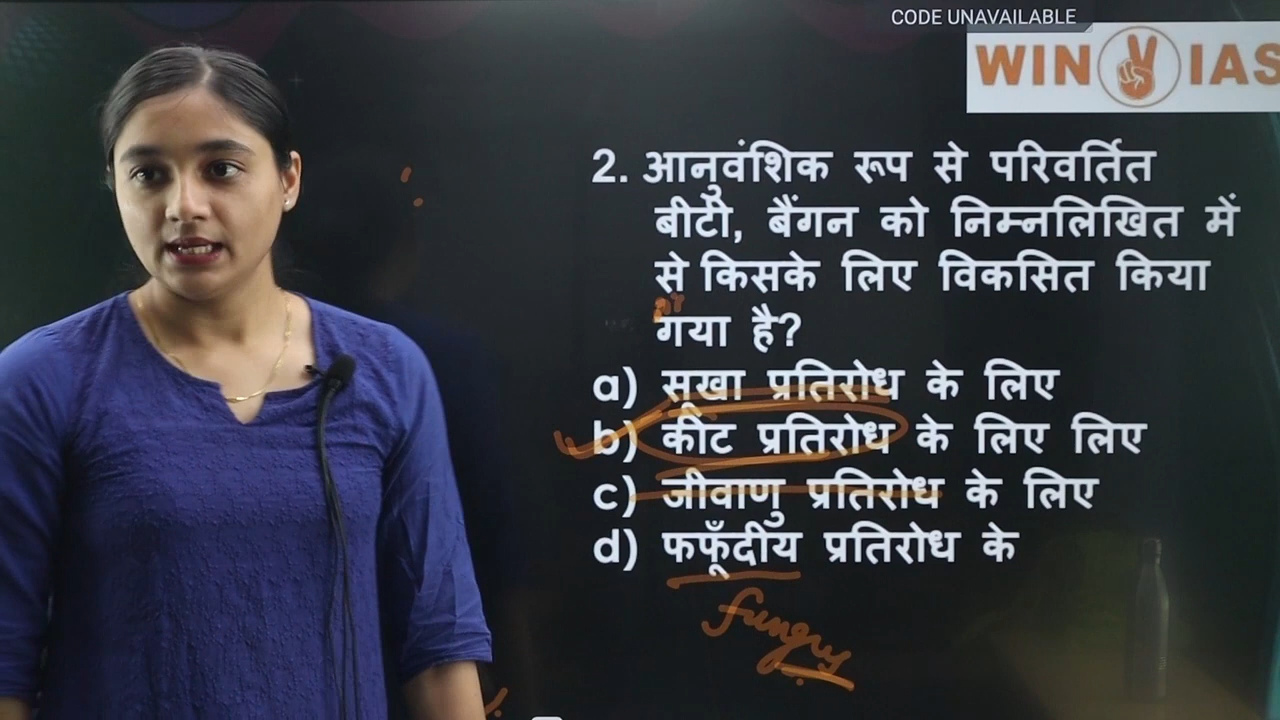 CODE UNAVAILABLE
WIN IAS
2. आनुवंशिक रूप से परिवर्तित
बीटी, बैंगन को निम्नलिखित में
से किसके लिए विकसित किया
गया है?
a) सूखा प्रतिरोध के लिए
b) कीट प्रतिरोध के लिए लिए
c) जीवाणु प्रतिरोध के लिए
d) फफूँदीय प्रतिरोध के
fungus